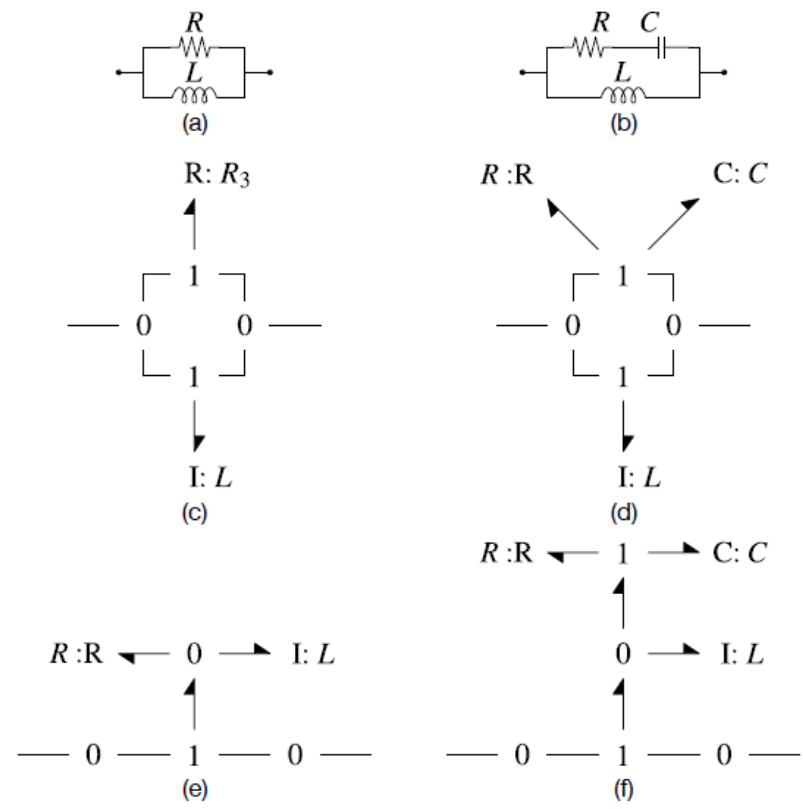 R R C
L L
(a) (b)
R: R₃ R :R C: C
1 1
0 0 0 0
1 1
I: L I: L
(c) (d)
R :R 1 C: C
R :R 0 I: L 0 I: L
0 1 0 0 1 0
(e) (f)